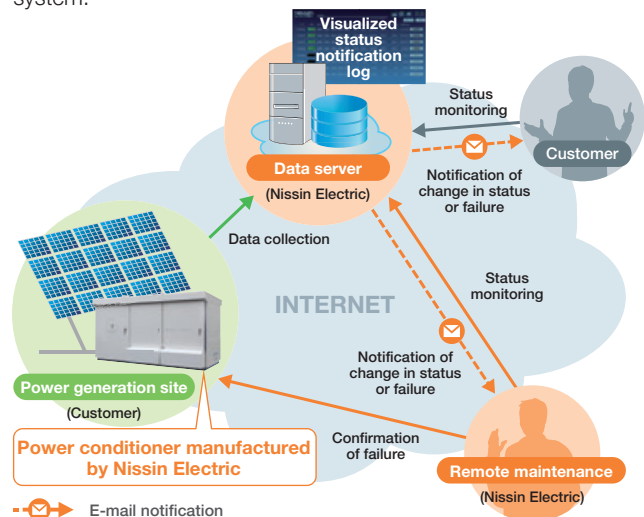 system.
Visualized
status
notification
log
Status
monitoring
Customer
Data server
(Nissin Electric)
Notification of
change in status
or failure
Data collection
Status
monitoring
INTERNET
Notification of
change in status
or failure
Power generation site
(Customer)
Confirmation
of failure
Power conditioner manufactured
by Nissin Electric
Remote maintenance
(Nissin Electric)
E-mail notification